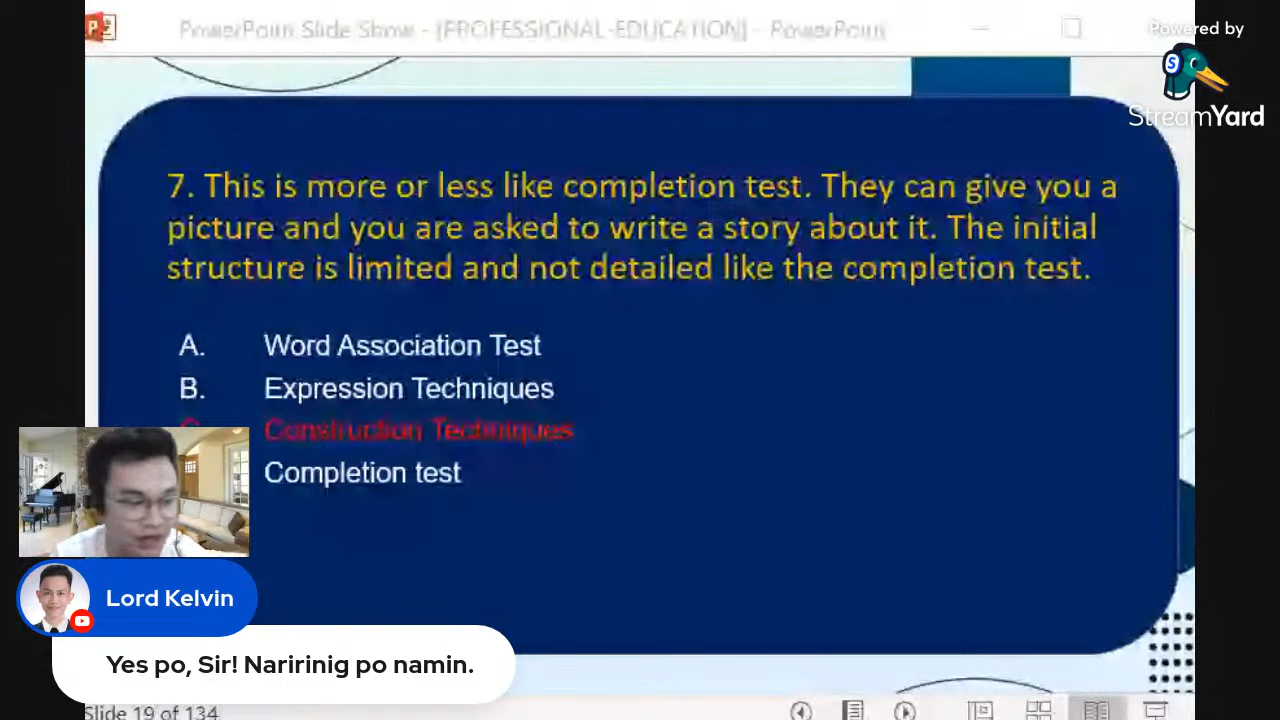 PowerPoint Slide Show - [PROFESSIONAL-EDUCATION] - PowerPoint
Powered by
StreamYard
7. This is more or less like completion test. They can give you a
picture and you are asked to write a story about it. The initial
structure is limited and not detailed like the completion test.
A. Word Association Test
B. Expression Techniques
C. Construction Techniques
Completion test
Lord Kelvin
Yes po, Sir! Naririnig po namin.
Slide 19 of 134